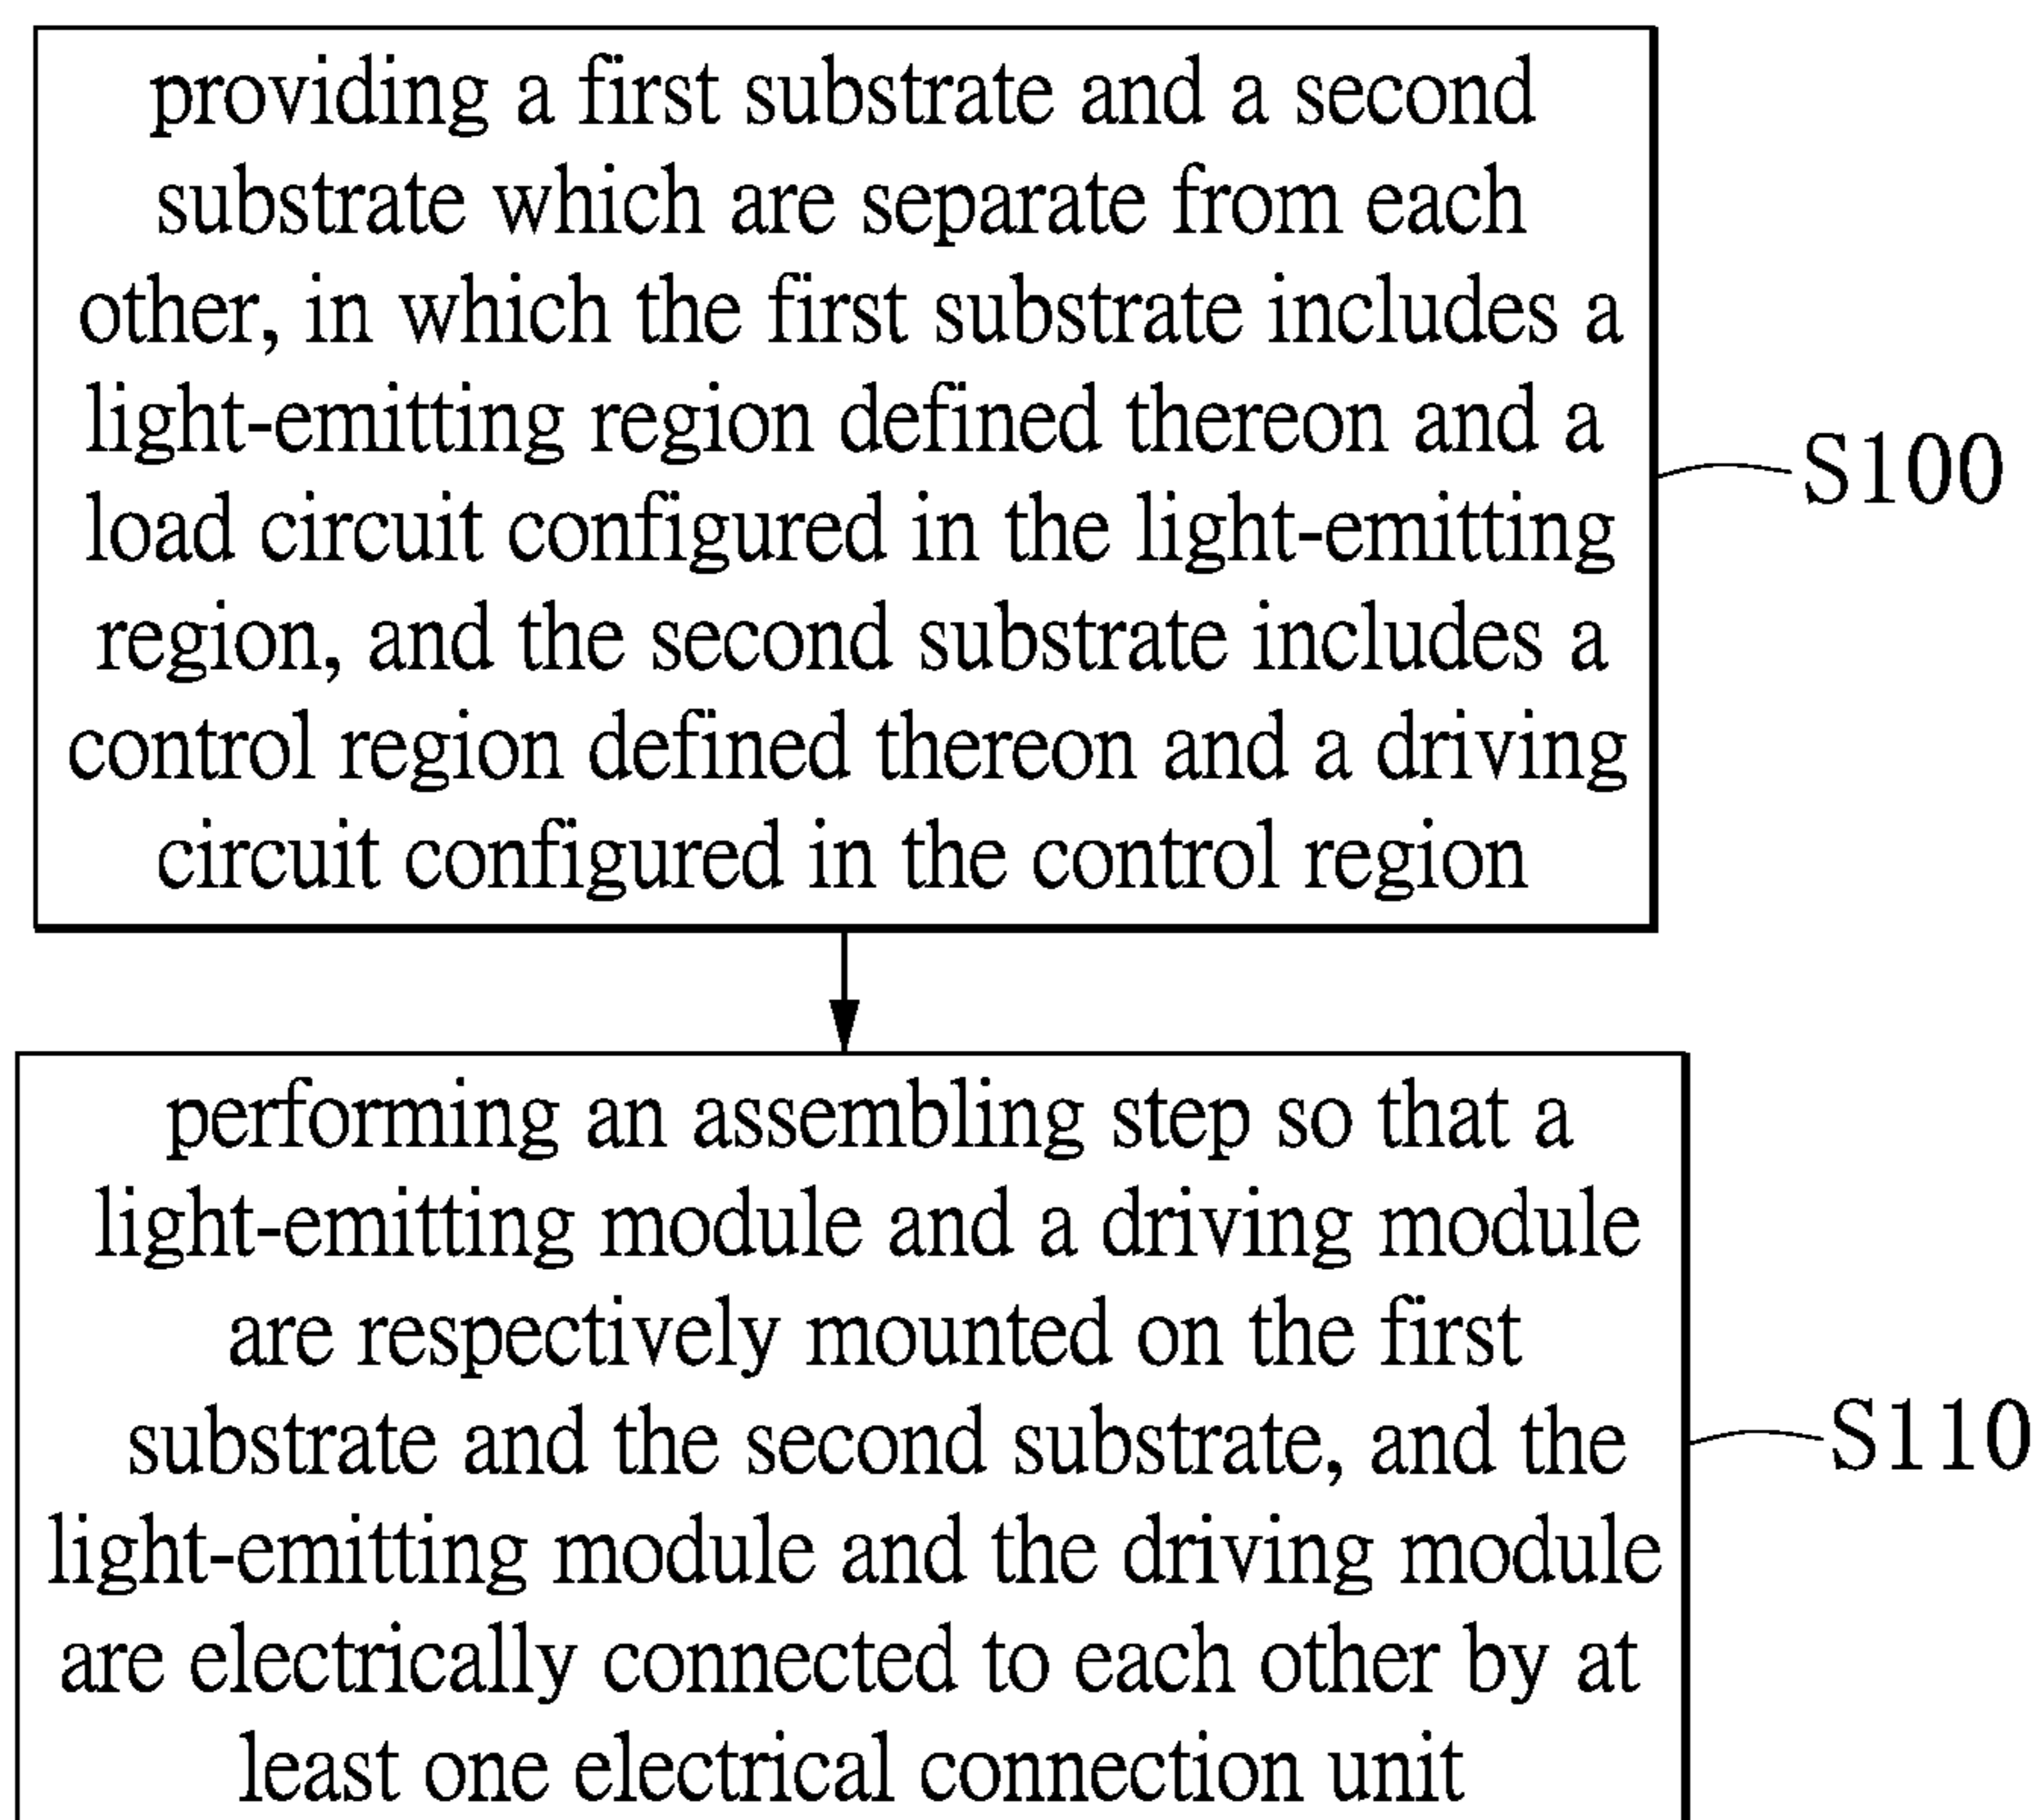 providing a first substrate and a second
substrate which are separate from each
other, in which the first substrate includes a
light-emitting region defined thereon and a
load circuit configured in the light-emitting
region, and the second substrate includes a
control region defined thereon and a driving
circuit configured in the control region
S100
performing an assembling step so that a
light-emitting module and a driving module
are respectively mounted on the first
substrate and the second substrate, and the
light-emitting module and the driving module
are electrically connected to each other by at
least one electrical connection unit
S110